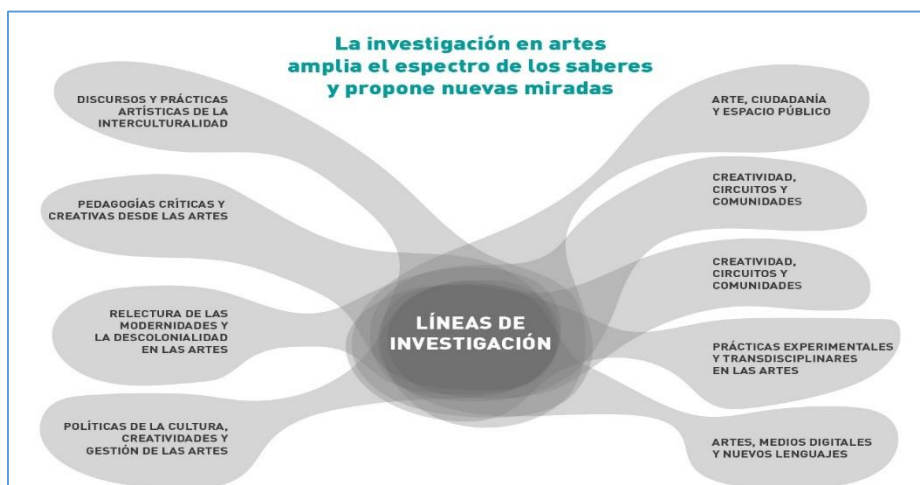 La investigación en artes
amplia el espectro de los saberes
y propone nuevas miradas
DISCURSOS Y PRÁCTICAS
ARTÍSTICAS DE LA
INTERCULTURALIDAD
PEDAGOGÍAS CRÍTICAS Y
CREATIVAS DESDE LAS ARTES
RELECTURA DE LAS
MODERNIDADES Y
LA DESCOLONIALIDAD
EN LAS ARTES
POLÍTICAS DE LA CULTURA,
CREATIVIDADES Y
GESTIÓN DE LAS ARTES
LÍNEAS DE
INVESTIGACIÓN
ARTE, CIUDADANÍA
Y ESPACIO PÚBLICO
CREATIVIDAD,
CIRCUITOS Y
COMUNIDADES
CREATIVIDAD,
CIRCUITOS Y
COMUNIDADES
PRÁCTICAS EXPERIMENTALES
Y TRANSDISCIPLINARES
EN LAS ARTES
ARTES, MEDIOS DIGITALES
Y NUEVOS LENGUAJES